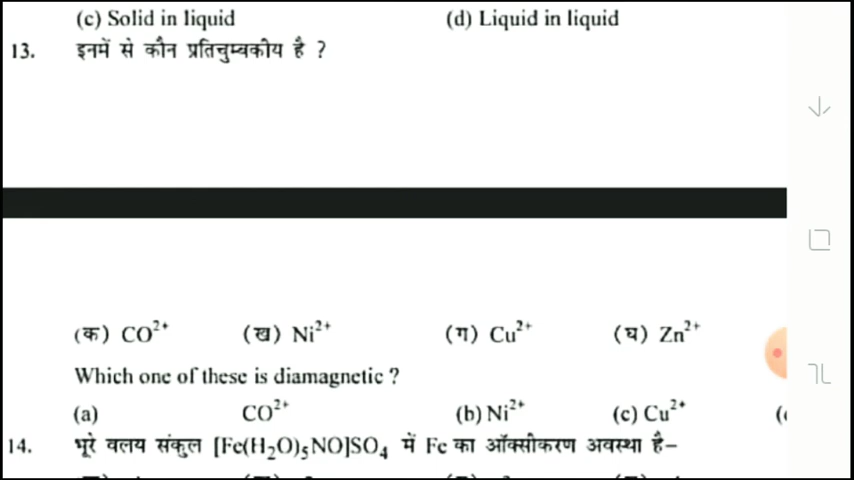 (c) Solid in liquid (d) Liquid in liquid
13. इनमें से कौन प्रतिचुम्बकीय है ?
(क) CO²⁺ (ख) Ni²⁺ (ग) Cu²⁺ (घ) Zn²⁺
Which one of these is diamagnetic ?
(a) CO²⁺ (b) Ni²⁺ (c) Cu²⁺
14. भूरे वलय संकुल [Fe(H₂O)₅NO]SO₄ में Fe का ऑक्सीकरण अवस्था है–